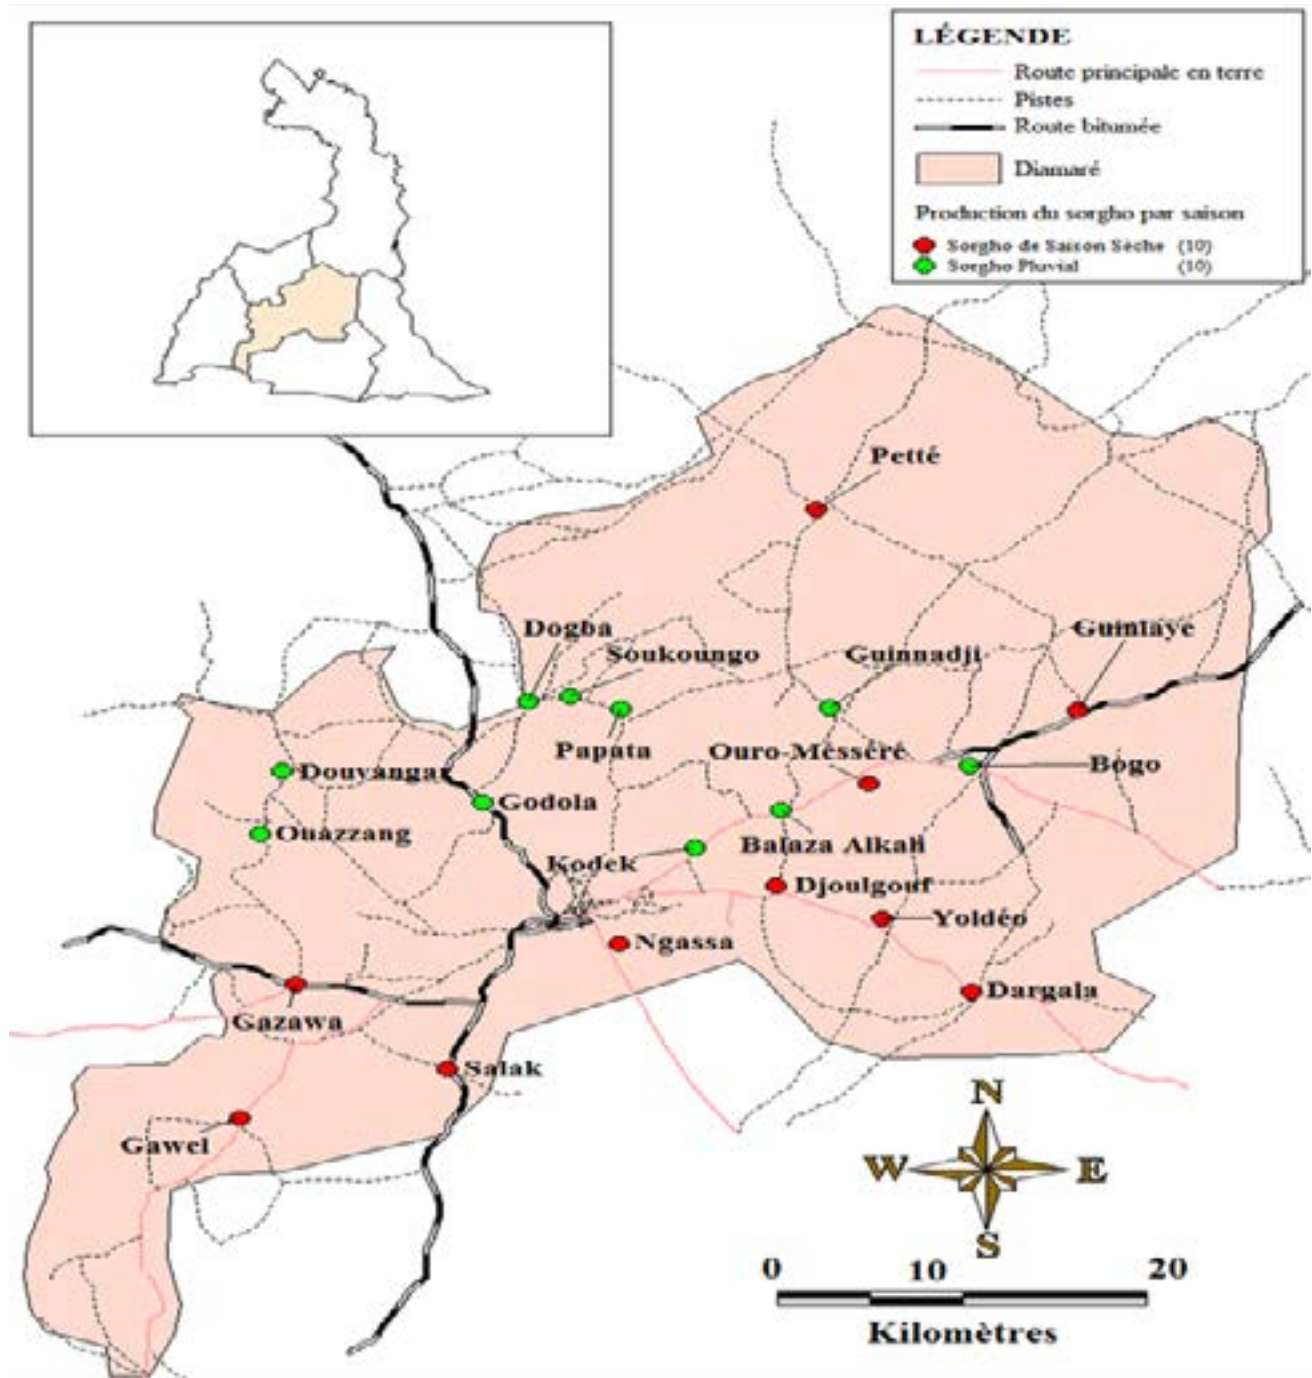 LÉGENDE
Route principale en terre
Pistes
Route bitumée
Diamaré
Production du sorgho par saison
Sorgho de Saison Sèche (10)
Sorgho Pluvial (10)
Petté
Dogba
Soukoungo
Guinnadji
Guinlaye
Papata
Ouro-Mésséré
Bogo
Douvangar
Godola
Ouazzang
Kodek
Balaza Alkali
Djoulgouf
Yoldéo
Ngassa
Dargala
Gazawa
Salak
Gawel
N
W E
S
0 10 20
Kilomètres